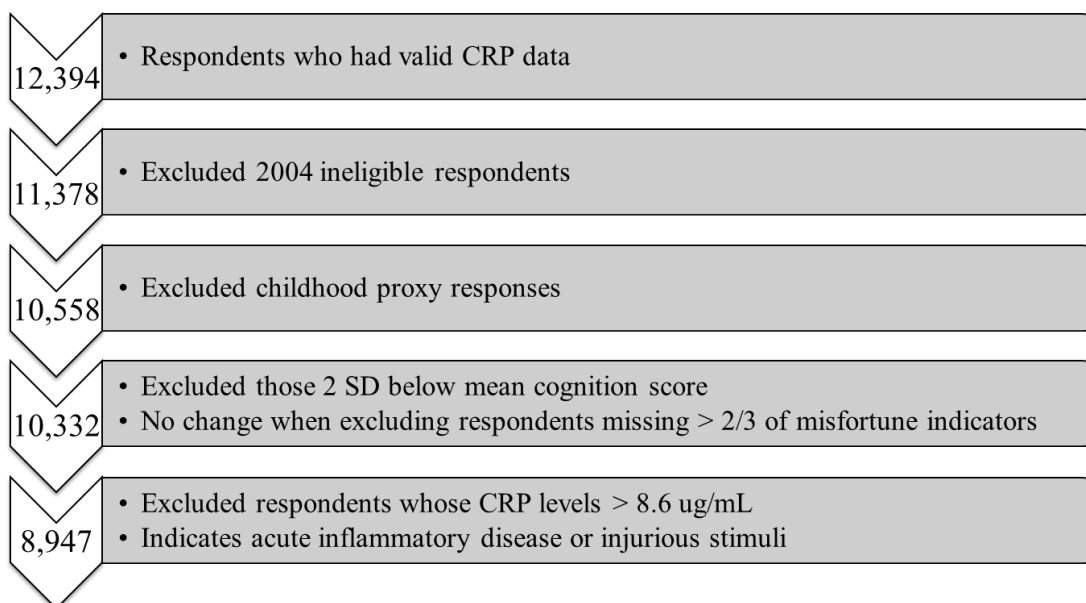 12,394
• Respondents who had valid CRP data
11,378
• Excluded 2004 ineligible respondents
10,558
• Excluded childhood proxy responses
10,332
• Excluded those 2 SD below mean cognition score
• No change when excluding respondents missing > 2/3 of misfortune indicators
8,947
• Excluded respondents whose CRP levels > 8.6 ug/mL
• Indicates acute inflammatory disease or injurious stimuli